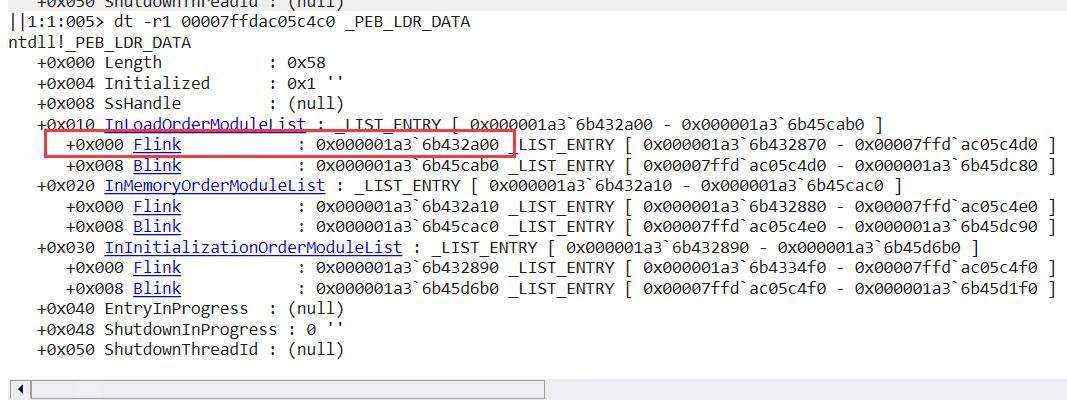 +0x050 ShutdownThreadId : (null)
||1:1:005> dt -r1 00007ffdac05c4c0 _PEB_LDR_DATA
ntdll!_PEB_LDR_DATA
+0x000 Length : 0x58
+0x004 Initialized : 0x1 ''
+0x008 SsHandle : (null)
+0x010 InLoadOrderModuleList : _LIST_ENTRY [ 0x000001a3`6b432a00 - 0x000001a3`6b45cab0 ]
+0x000 Flink : 0x000001a3`6b432a00 _LIST_ENTRY [ 0x000001a3`6b432870 - 0x00007ffd`ac05c4d0 ]
+0x008 Blink : 0x000001a3`6b45cab0 _LIST_ENTRY [ 0x00007ffd`ac05c4d0 - 0x000001a3`6b45dc80 ]
+0x020 InMemoryOrderModuleList : _LIST_ENTRY [ 0x000001a3`6b432a10 - 0x000001a3`6b45cac0 ]
+0x000 Flink : 0x000001a3`6b432a10 _LIST_ENTRY [ 0x000001a3`6b432880 - 0x00007ffd`ac05c4e0 ]
+0x008 Blink : 0x000001a3`6b45cac0 _LIST_ENTRY [ 0x00007ffd`ac05c4e0 - 0x000001a3`6b45dc90 ]
+0x030 InInitializationOrderModuleList : _LIST_ENTRY [ 0x000001a3`6b432890 - 0x000001a3`6b45d6b0 ]
+0x000 Flink : 0x000001a3`6b432890 _LIST_ENTRY [ 0x000001a3`6b4334f0 - 0x00007ffd`ac05c4f0 ]
+0x008 Blink : 0x000001a3`6b45d6b0 _LIST_ENTRY [ 0x00007ffd`ac05c4f0 - 0x000001a3`6b45d1f0 ]
+0x040 EntryInProgress : (null)
+0x048 ShutdownInProgress : 0 ''
+0x050 ShutdownThreadId : (null)